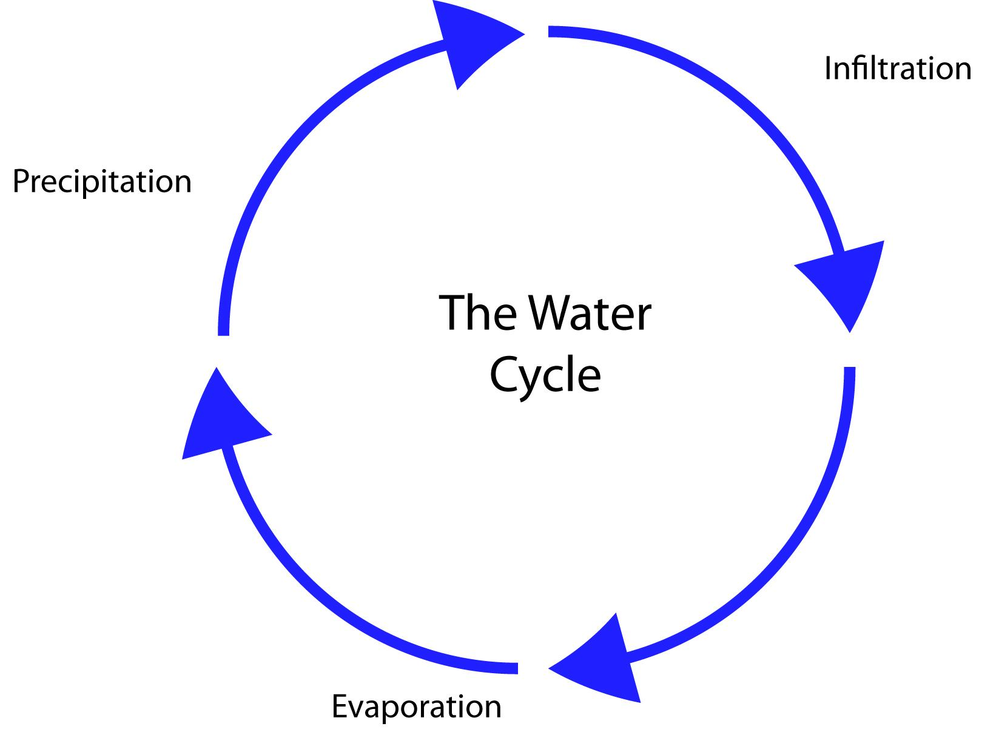 Infiltration
Precipitation
The Water
Cycle
Evaporation